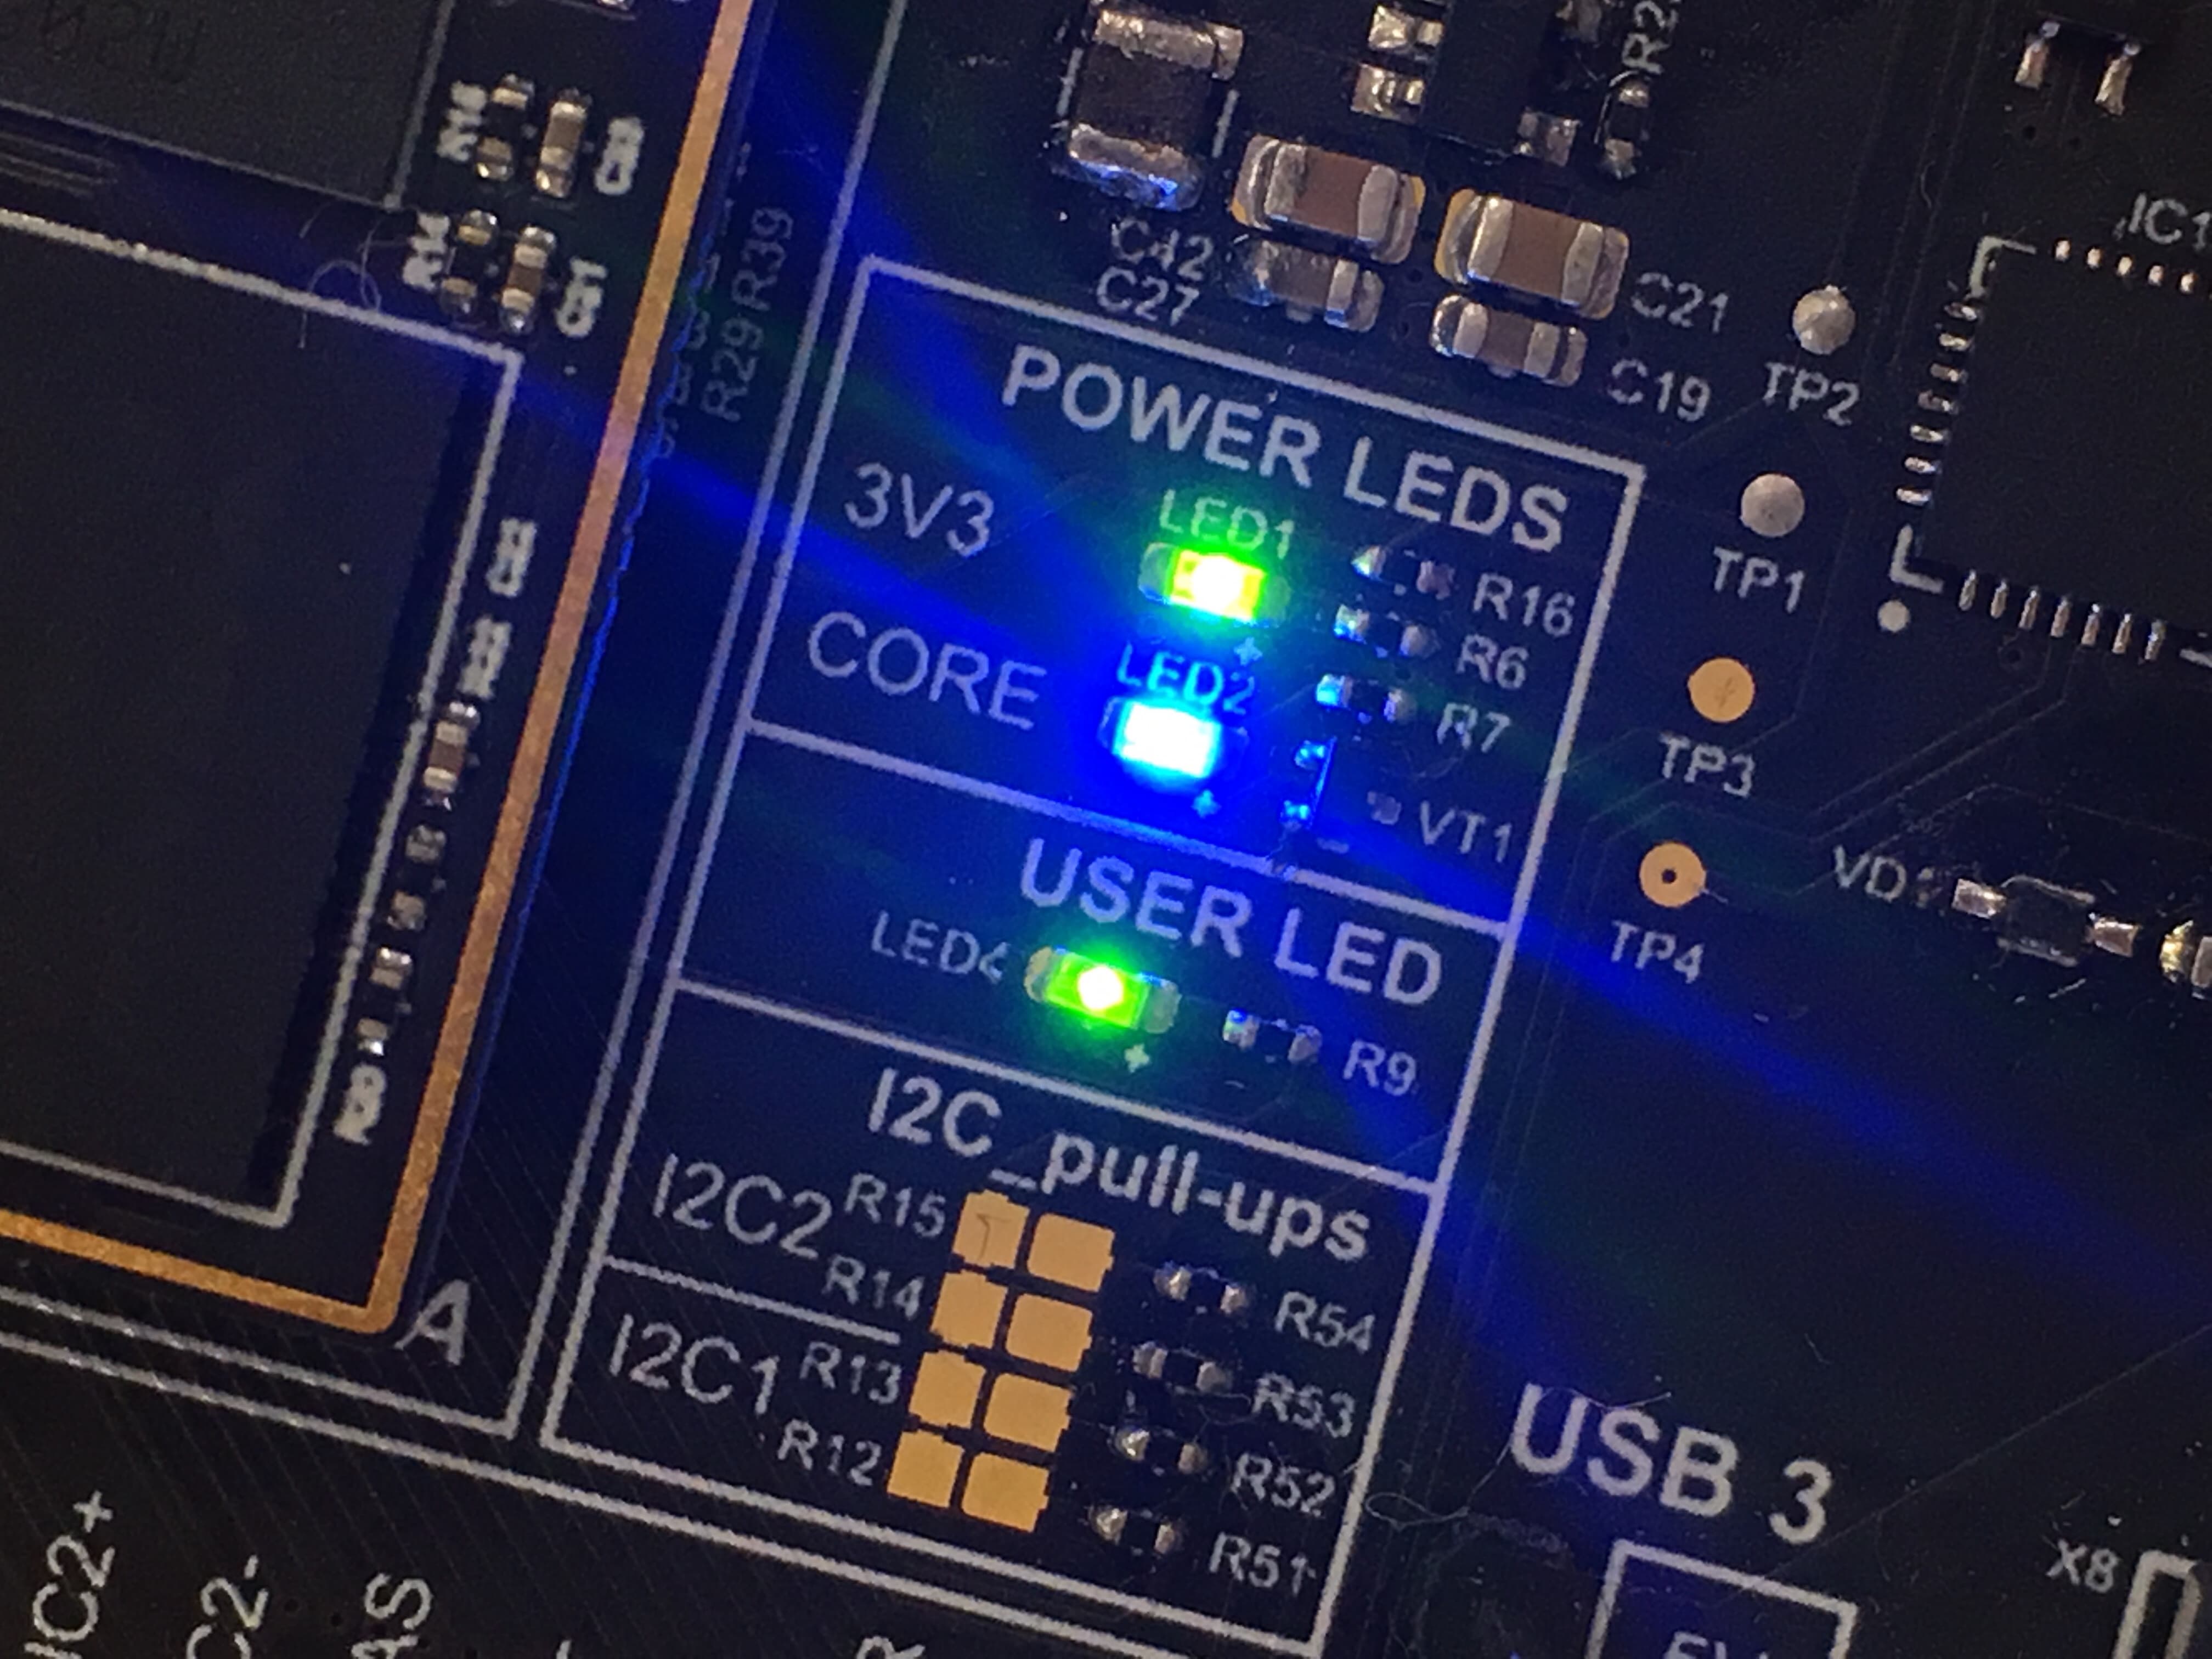 C42
C27
C21
C19
TP2
TP1
TP3
TP4
R29 R39
POWER LEDS
3V3
LED1
R16
R6
CORE
LED2
R7
VT1
USER LED
R9
I2C_pull-ups
I2C2
R15
R14
R54
I2C1
R13
R53
R12
R52
R51
A
USB 3
X8